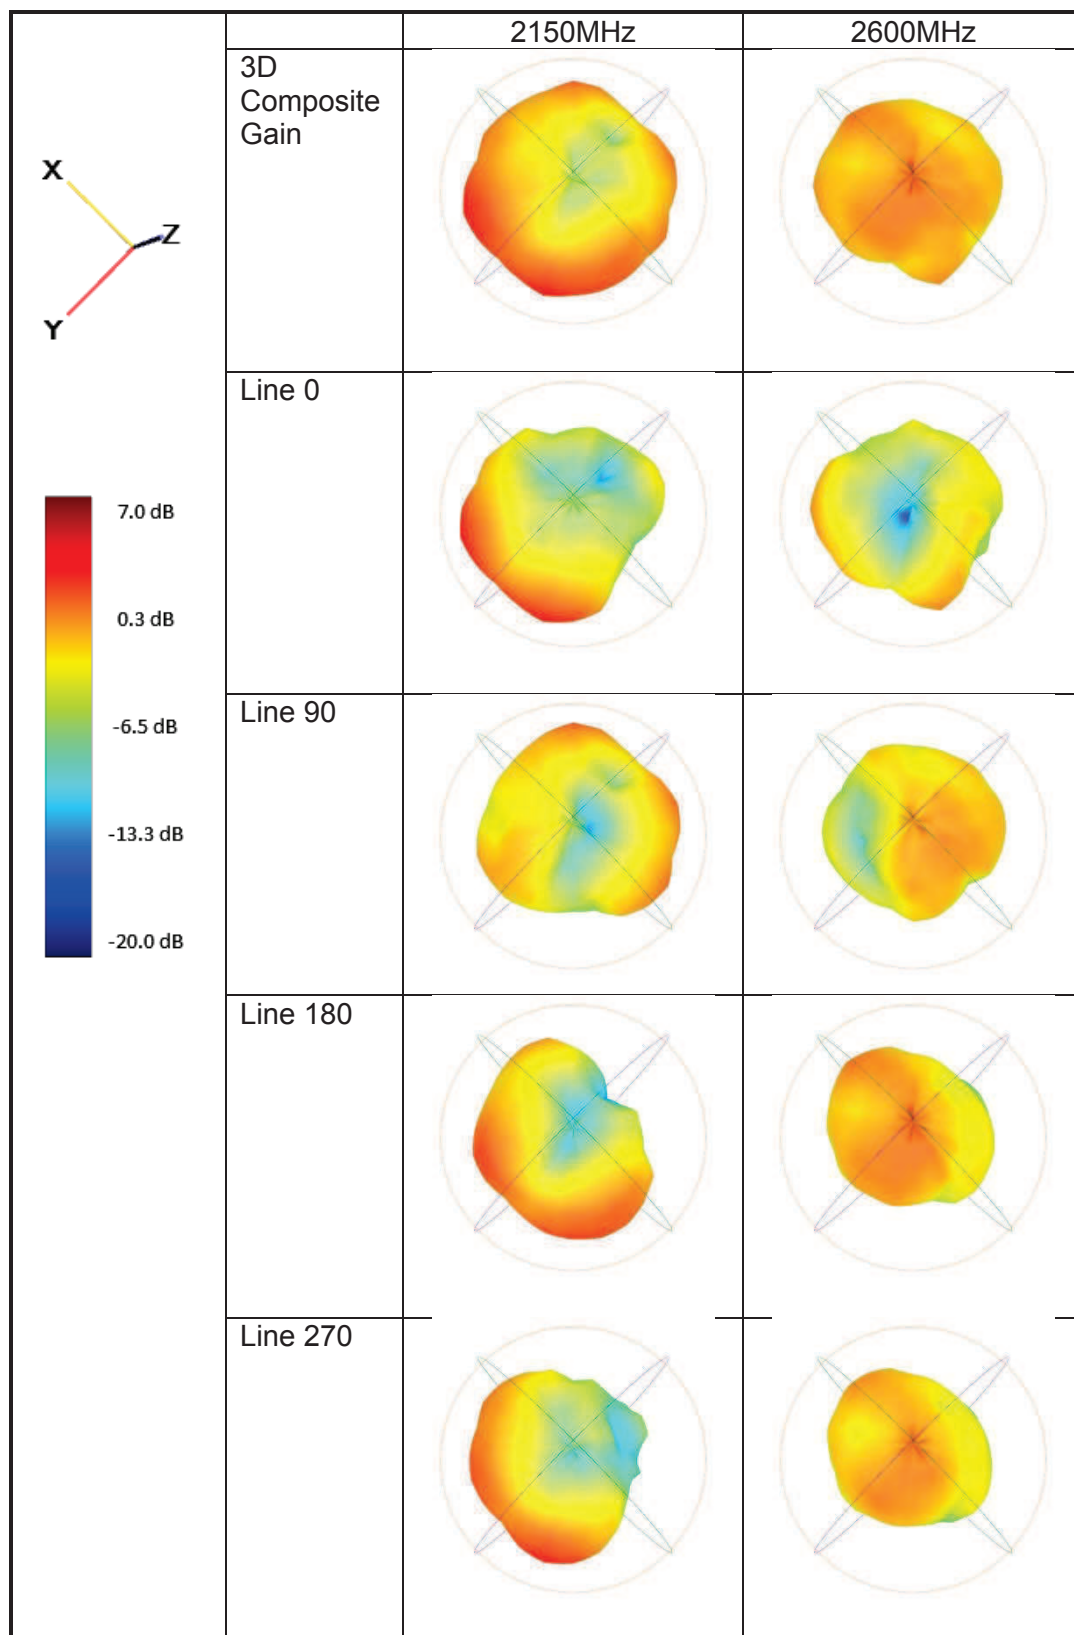 2150MHz
2600MHz
3D
Composite
Gain
X
Z
Y
Line 0
7.0 dB
0.3 dB
-6.5 dB
-13.3 dB
-20.0 dB
Line 90
Line 180
Line 270